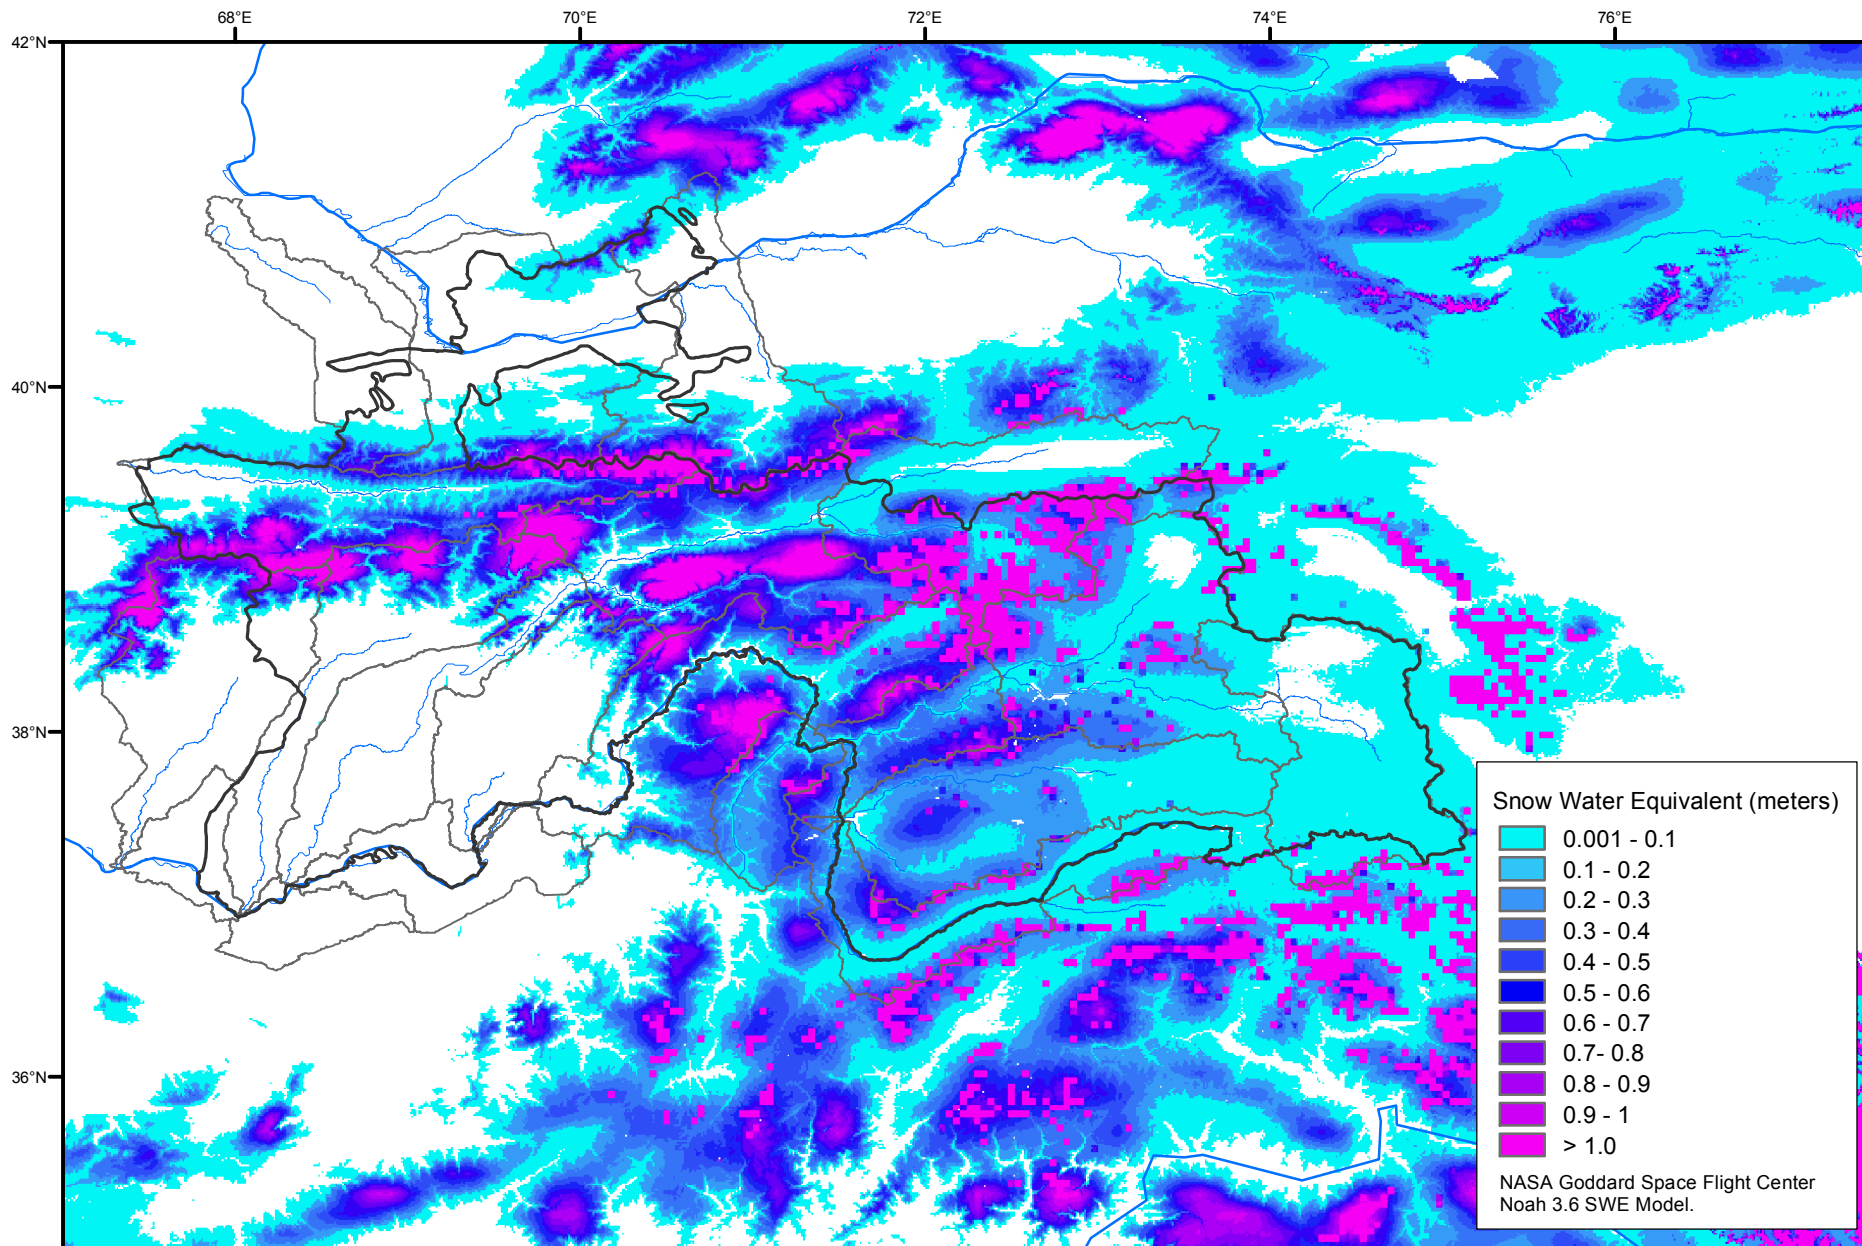 68°E
70°E
72°E
74°E
76°E
42°N
40°N
38°N
36°N
Snow Water Equivalent (meters)
0.001 - 0.1
0.1 - 0.2
0.2 - 0.3
0.3 - 0.4
0.4 - 0.5
0.5 - 0.6
0.6 - 0.7
0.7- 0.8
0.8 - 0.9
0.9 - 1
> 1.0
NASA Goddard Space Flight Center
Noah 3.6 SWE Model.